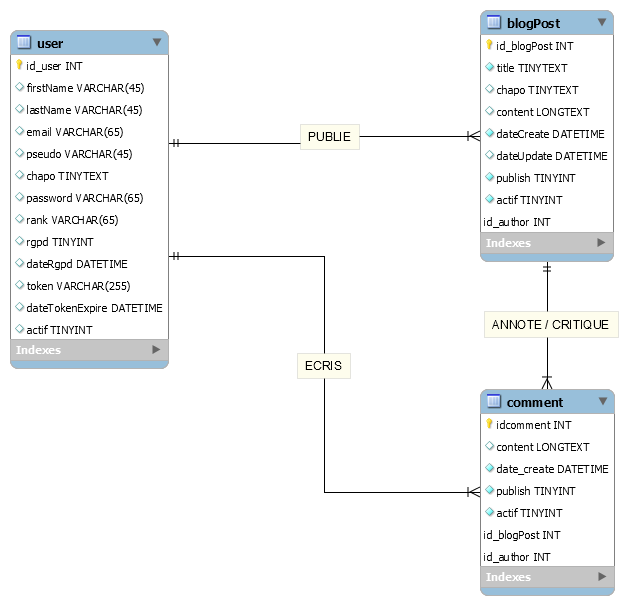 user
id_user INT
firstName VARCHAR(45)
lastName VARCHAR(45)
email VARCHAR(65)
pseudo VARCHAR(45)
chapo TINYTEXT
password VARCHAR(65)
rank VARCHAR(65)
rgpd TINYINT
dateRgpd DATETIME
token VARCHAR(255)
dateTokenExpire DATETIME
actif TINYINT
Indexes
PUBLIE
blogPost
id_blogPost INT
title TINYTEXT
chapo TINYTEXT
content LONGTEXT
dateCreate DATETIME
dateUpdate DATETIME
publish TINYINT
actif TINYINT
id_author INT
Indexes
ANNOTE / CRITIQUE
ECRIS
comment
idcomment INT
content LONGTEXT
date_create DATETIME
publish TINYINT
actif TINYINT
id_blogPost INT
id_author INT
Indexes